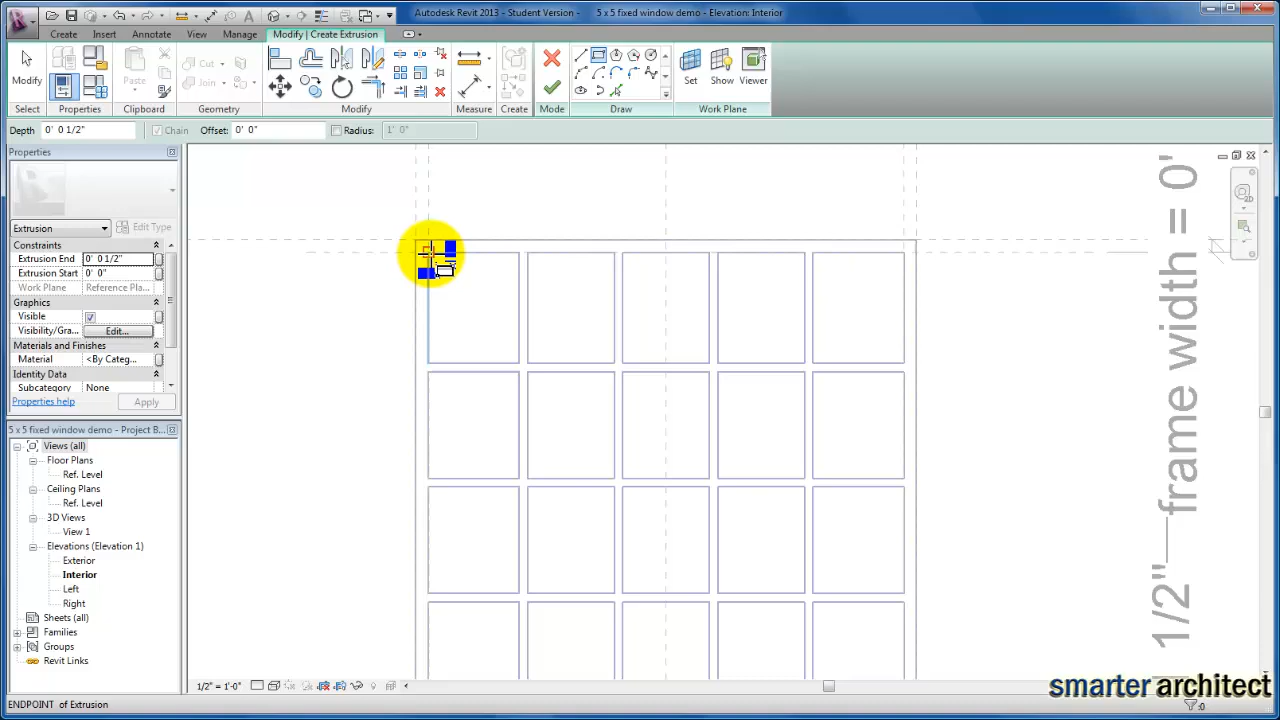 Autodesk Revit 2013 - Student Version - 5 x 5 fixed window demo - Elevation: Interior
Create Insert Annotate View Manage Modify | Create Extrusion
Modify Paste Cut Join Create Set Show Viewer
Select Properties Clipboard Geometry Modify Measure Create Mode Draw Work Plane
Depth 0' 0 1/2" Chain Offset: 0' 0" Radius: 1' 0"
Properties
Extrusion Edit Type
Constraints
Extrusion End 0' 0 1/2"
Extrusion Start 0' 0"
Work Plane Reference Pla...
Graphics
Visible
Visibility/Gra... Edit...
Materials and Finishes
Material <By Categ...
Identity Data
Subcategory None
Properties help Apply
5 x 5 fixed window demo - Project B...
Views (all)
Floor Plans
Ref. Level
Ceiling Plans
Ref. Level
3D Views
View 1
Elevations (Elevation 1)
Exterior
Interior
Left
Right
Sheets (all)
Families
Groups
Revit Links
1/2" frame width = 0'
1/2" = 1'-0"
smarter architect
ENDPOINT of Extrusion
:0